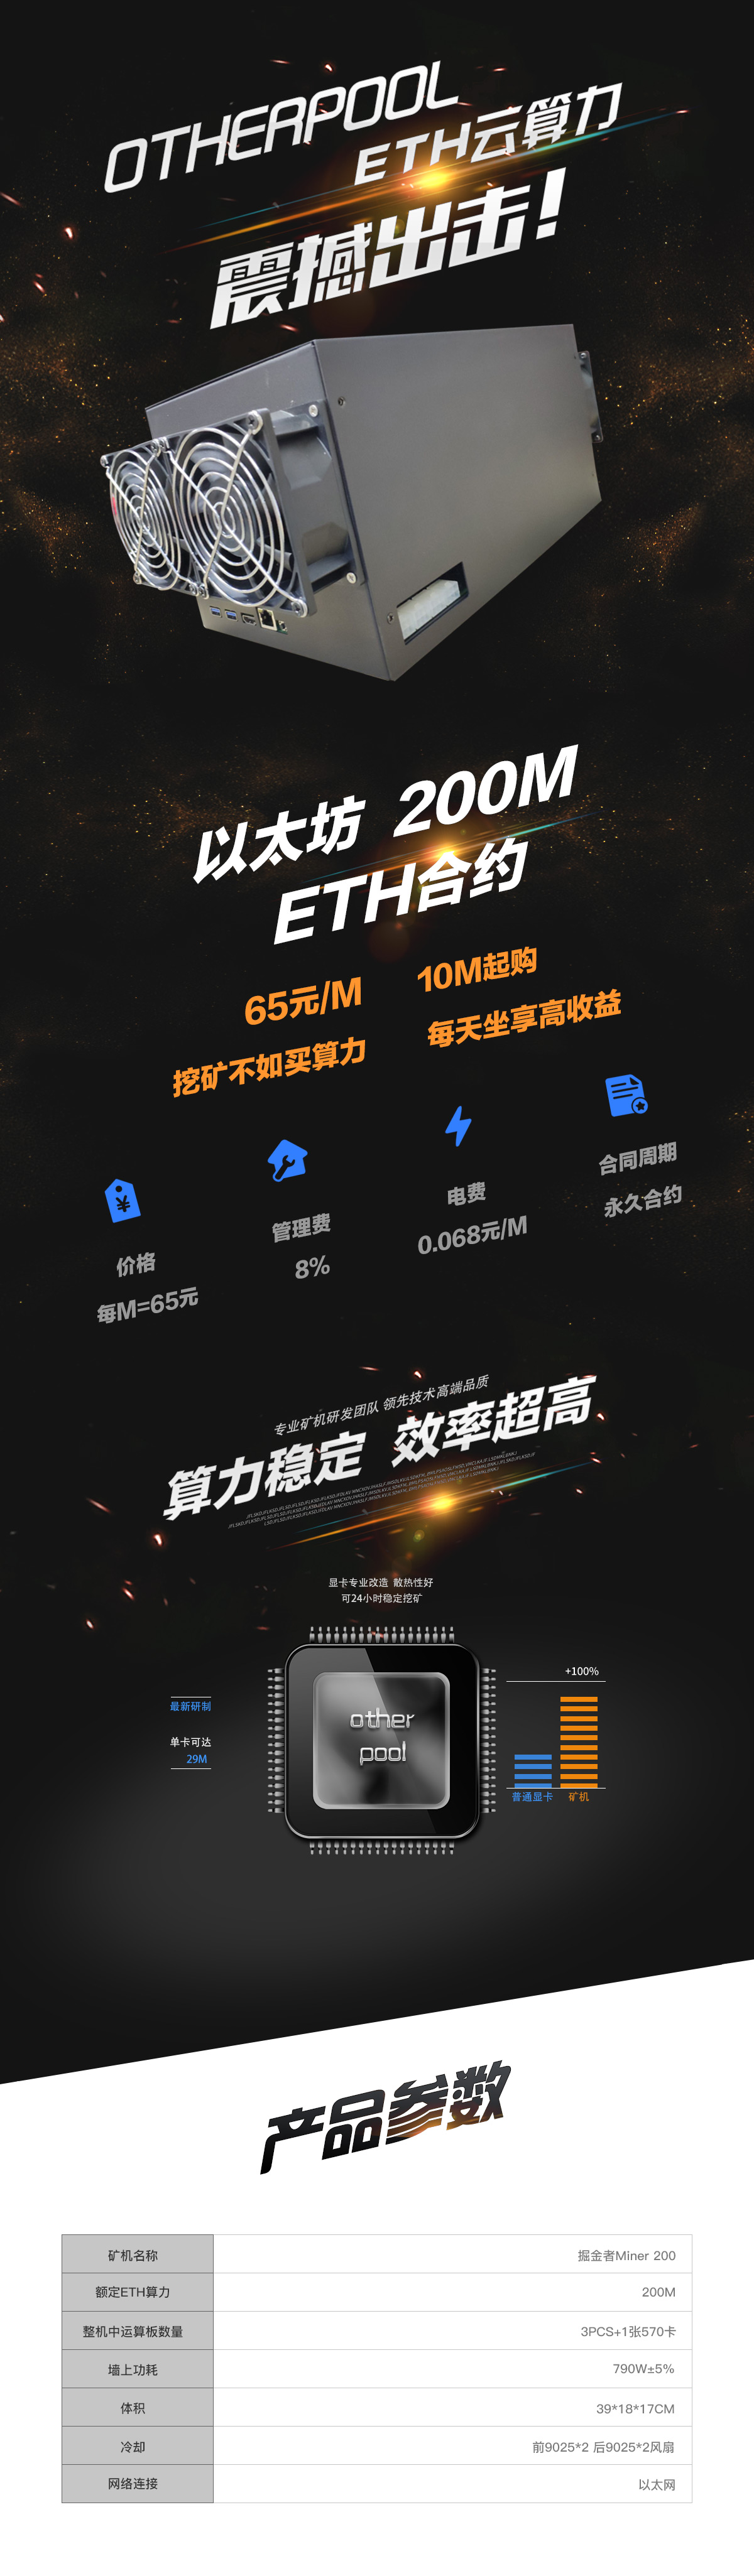 OTHERPOOL
ETH云算力
震撼出击!
以太坊 200M
ETH合约
65元/M
10M起购
挖矿不如买算力
每天坐享高收益
价格
每M=65元
管理费
8%
电费
0.068元/M
合同周期
永久合约
专业矿机研发团队 领先技术高端品质
算力稳定 效率超高
显卡专业改造 散热性好
可24小时稳定挖矿
最新研制
单卡可达
29M
other
pool
+100%
普通显卡 矿机
产品参数
矿机名称 掘金者Miner 200
额定ETH算力 200M
整机中运算板数量 3PCS+1张570卡
墙上功耗 790W±5%
体积 39*18*17CM
冷却 前9025*2 后9025*2风扇
网络连接 以太网